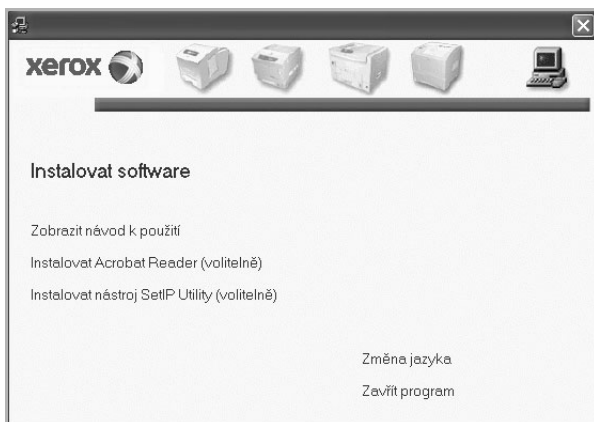 xerox
Instalovat software
Zobrazit návod k použití
Instalovat Acrobat Reader (volitelně)
Instalovat nástroj SetIP Utility (volitelně)
Změna jazyka
Zavřít program